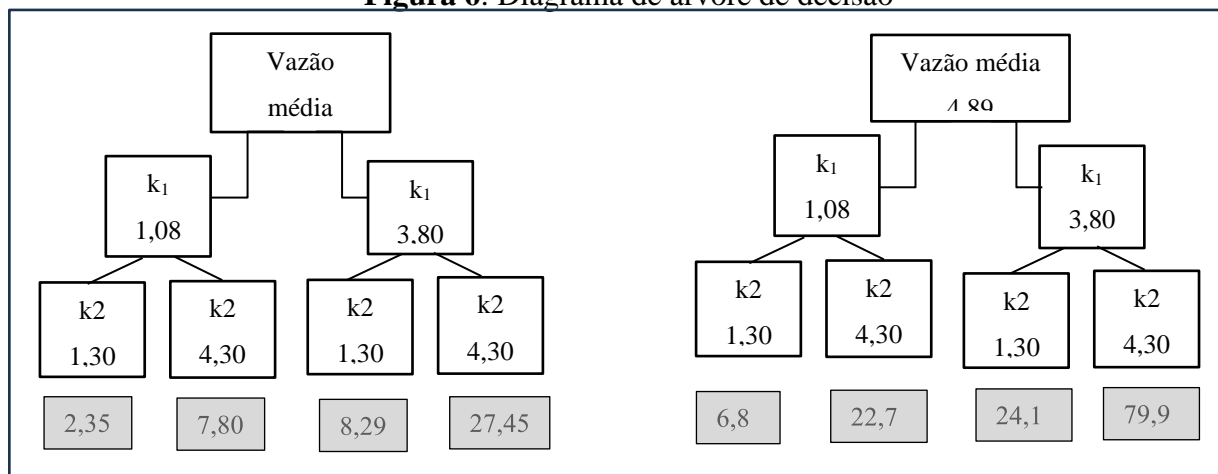 Figura 6: Diagrama de árvore de decisão
Vazão
média
k₁
1,08
k₁
3,80
k2
1,30
k2
4,30
k2
1,30
k2
4,30
2,35
7,80
8,29
27,45
Vazão média
4,89
k₁
1,08
k₁
3,80
k2
1,30
k2
4,30
k2
1,30
k2
4,30
6,8
22,7
24,1
79,9